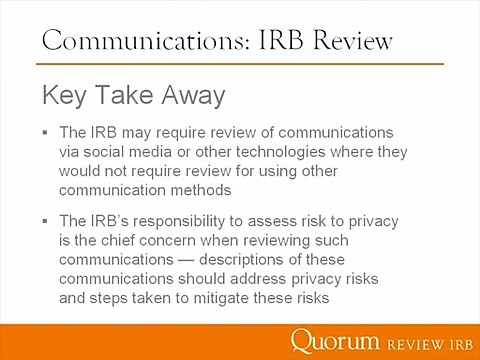 Communications: IRB Review
Key Take Away
▪ The IRB may require review of communications
via social media or other technologies where they
would not require review for using other
communication methods
▪ The IRB's responsibility to assess risk to privacy
is the chief concern when reviewing such
communications — descriptions of these
communications should address privacy risks
and steps taken to mitigate these risks
Quorum REVIEW IRB